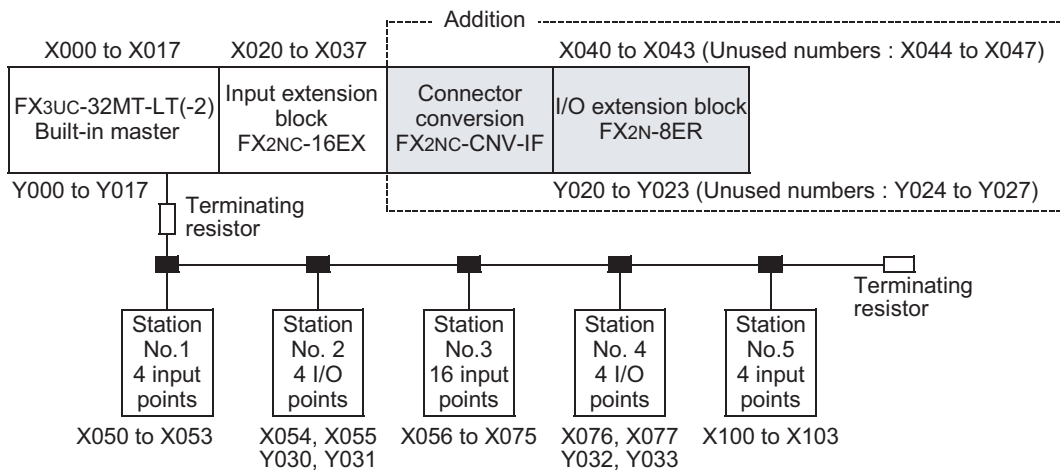 Addition
X000 to X017
X020 to X037
X040 to X043 (Unused numbers : X044 to X047)
FX3UC-32MT-LT(-2)
Built-in master
Input extension
block
FX2NC-16EX
Connector
conversion
FX2NC-CNV-IF
I/O extension block
FX2N-8ER
Y000 to Y017
Y020 to Y023 (Unused numbers : Y024 to Y027)
Terminating
resistor
Terminating
resistor
Station
No.1
4 input
points
Station
No. 2
4 I/O
points
Station
No.3
16 input
points
Station
No. 4
4 I/O
points
Station
No.5
4 input
points
X050 to X053
X054, X055
Y030, Y031
X056 to X075
X076, X077
Y032, Y033
X100 to X103